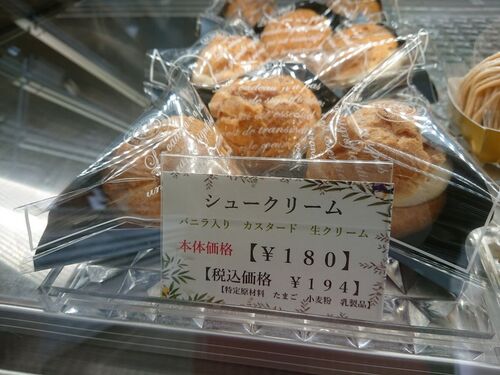 シュークリーム
バニラ入り カスタード 生クリーム
本体価格 【￥180】
【税込価格 ￥194】
【特定原材料 たまご 小麦粉 乳製品】